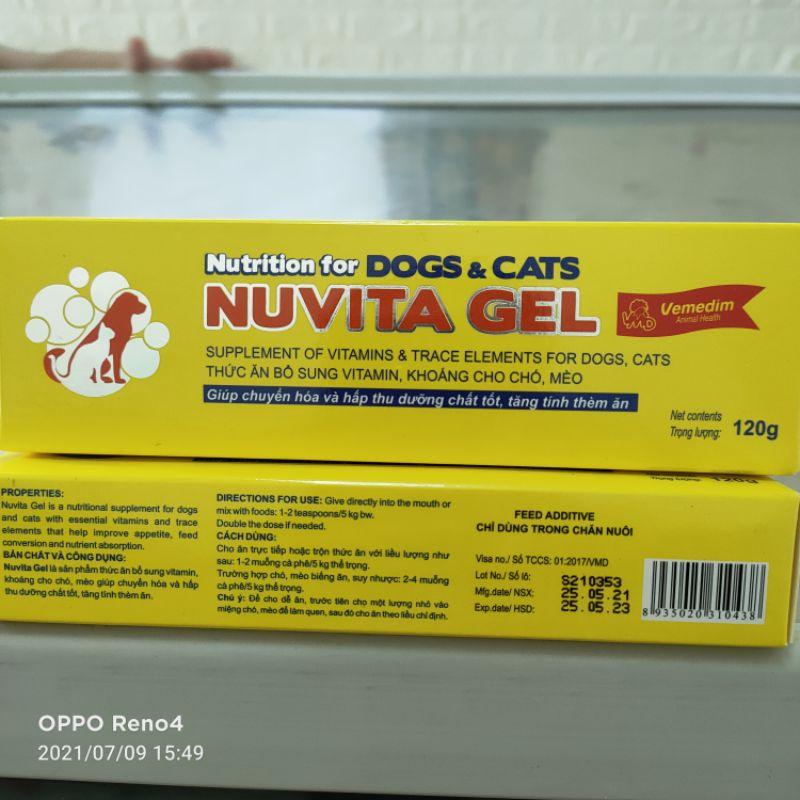 Nutrition for DOGS & CATS
NUVITA GEL
VMD
Vemedim
Animal Health
SUPPLEMENT OF VITAMINS & TRACE ELEMENTS FOR DOGS, CATS
THỨC ĂN BỔ SUNG VITAMIN, KHOÁNG CHO CHÓ, MÈO
Giúp chuyển hóa và hấp thu dưỡng chất tốt, tăng tính thèm ăn
Net contents
Trọng lượng: 120g
120g
PROPERTIES:
Nuvita Gel is a nutritional supplement for dogs
and cats with essential vitamins and trace
elements that help improve appetite, feed
conversion and nutrient absorption.
BẢN CHẤT VÀ CÔNG DỤNG:
Nuvita Gel là sản phẩm thức ăn bổ sung vitamin,
khoáng cho chó, mèo giúp chuyển hóa và hấp
thu dưỡng chất tốt, tăng tính thèm ăn.
DIRECTIONS FOR USE: Give directly into the mouth or
mix with foods: 1-2 teaspoons/5 kg bw.
Double the dose if needed.
CÁCH DÙNG:
Cho ăn trực tiếp hoặc trộn thức ăn với liều lượng như
sau: 1-2 muỗng cà phê/5 kg thể trọng.
Trường hợp chó, mèo biếng ăn, suy nhược: 2-4 muỗng
cà phê/5 kg thể trọng.
Chú ý: Để cho dễ ăn, trước tiên cho một lượng nhỏ vào
miệng chó, mèo để làm quen, sau đó cho ăn theo liều chỉ định.
FEED ADDITIVE
CHỈ DÙNG TRONG CHĂN NUÔI
Visa no./ Số TCCS: 01:2017/VMD
Lot No./ Số lô: S210353
Mfg.date/ NSX: 25.05.21
Exp.date/ HSD: 25.05.23
8 935020 310438
OPPO Reno4
2021/07/09 15:49